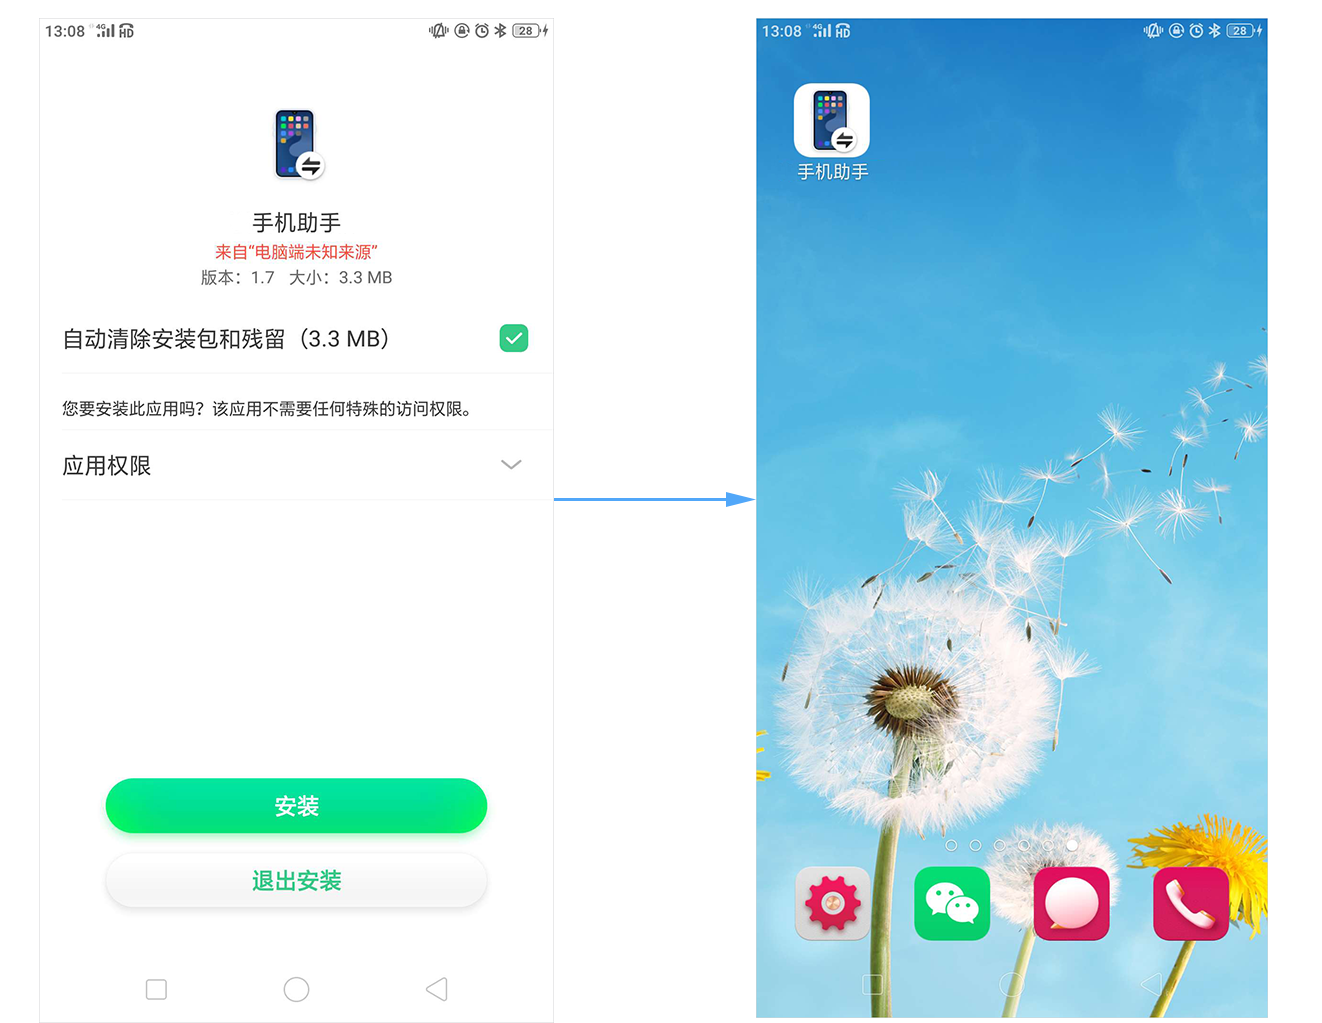 13:08 4G HD 28
手机助手
来自“电脑端未知来源”
版本：1.7 大小：3.3 MB
自动清除安装包和残留（3.3 MB）
您要安装此应用吗？该应用不需要任何特殊的访问权限。
应用权限
安装
退出安装
13:08 4G HD 28
手机助手